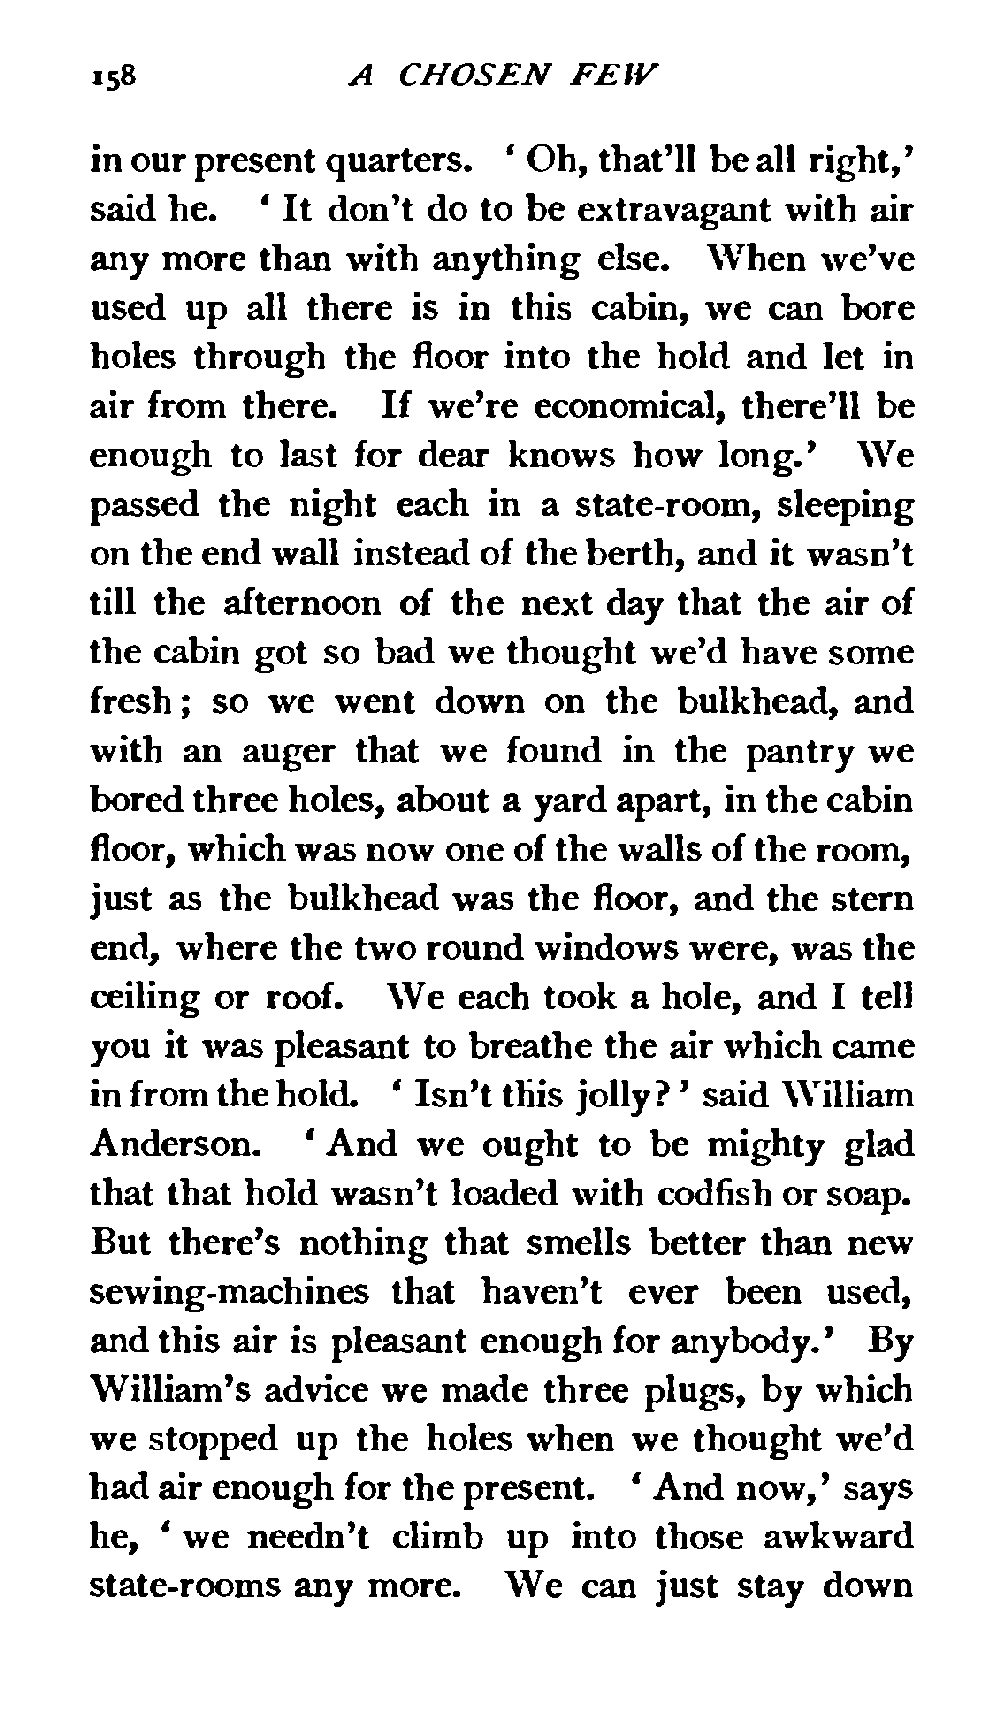 158 A CHOSEN FEW
in our present quarters. ‘ Oh, that’ll be all right,’
said he. ‘ It don’t do to be extravagant with air
any more than with anything else. When we’ve
used up all there is in this cabin, we can bore
holes through the floor into the hold and let in
air from there. If we’re economical, there’ll be
enough to last for dear knows how long.’ We
passed the night each in a state-room, sleeping
on the end wall instead of the berth, and it wasn’t
till the afternoon of the next day that the air of
the cabin got so bad we thought we’d have some
fresh ; so we went down on the bulkhead, and
with an auger that we found in the pantry we
bored three holes, about a yard apart, in the cabin
floor, which was now one of the walls of the room,
just as the bulkhead was the floor, and the stern
end, where the two round windows were, was the
ceiling or roof. We each took a hole, and I tell
you it was pleasant to breathe the air which came
in from the hold. ‘ Isn’t this jolly ? ’ said William
Anderson. ‘ And we ought to be mighty glad
that that hold wasn’t loaded with codfish or soap.
But there’s nothing that smells better than new
sewing-machines that haven’t ever been used,
and this air is pleasant enough for anybody.’ By
William’s advice we made three plugs, by which
we stopped up the holes when we thought we’d
had air enough for the present. ‘ And now,’ says
he, ‘ we needn’t climb up into those awkward
state-rooms any more. We can just stay down